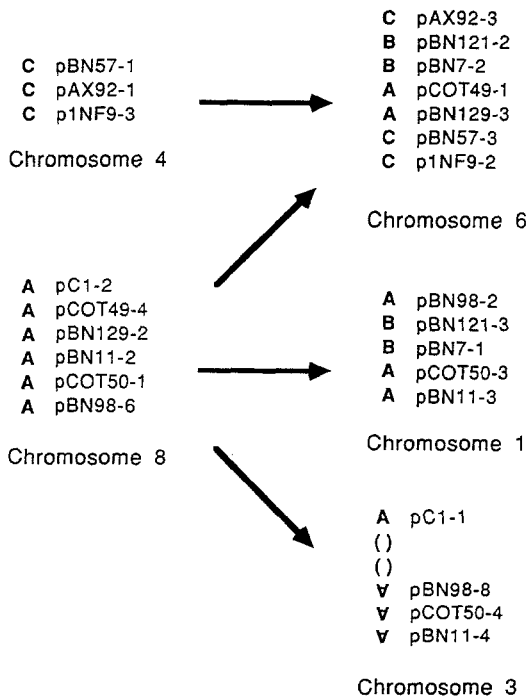 C pBN57-1
C pAX92-1
C p1NF9-3
Chromosome 4
A pC1-2
A pCOT49-4
A pBN129-2
A pBN11-2
A pCOT50-1
A pBN98-6
Chromosome 8
C pAX92-3
B pBN121-2
B pBN7-2
A pCOT49-1
A pBN129-3
C pBN57-3
C p1NF9-2
Chromosome 6
A pBN98-2
B pBN121-3
B pBN7-1
A pCOT50-3
A pBN11-3
Chromosome 1
A pC1-1
()
()
∀ pBN98-8
∀ pCOT50-4
∀ pBN11-4
Chromosome 3